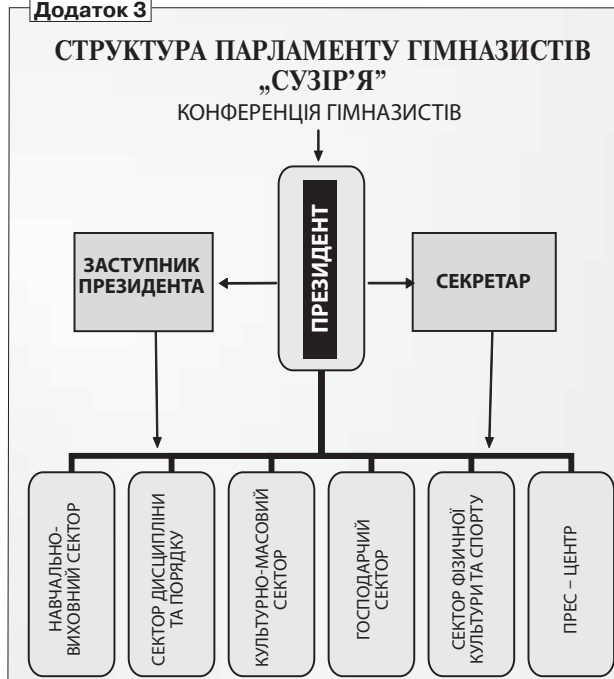 Додаток 3
СТРУКТУРА ПАРЛАМЕНТУ ГІМНАЗИСТІВ
„СУЗІР’Я”
КОНФЕРЕНЦІЯ ГІМНАЗИСТІВ
ПРЕЗИДЕНТ
ЗАСТУПНИК
ПРЕЗИДЕНТА
СЕКРЕТАР
НАВЧАЛЬНО-
ВИХОВНИЙ СЕКТОР
СЕКТОР ДИСЦИПЛІНИ
ТА ПОРЯДКУ
КУЛЬТУРНО-МАСОВИЙ
СЕКТОР
ГОСПОДАРЧИЙ
СЕКТОР
СЕКТОР ФІЗИЧНОЇ
КУЛЬТУРИ ТА СПОРТУ
ПРЕС – ЦЕНТР